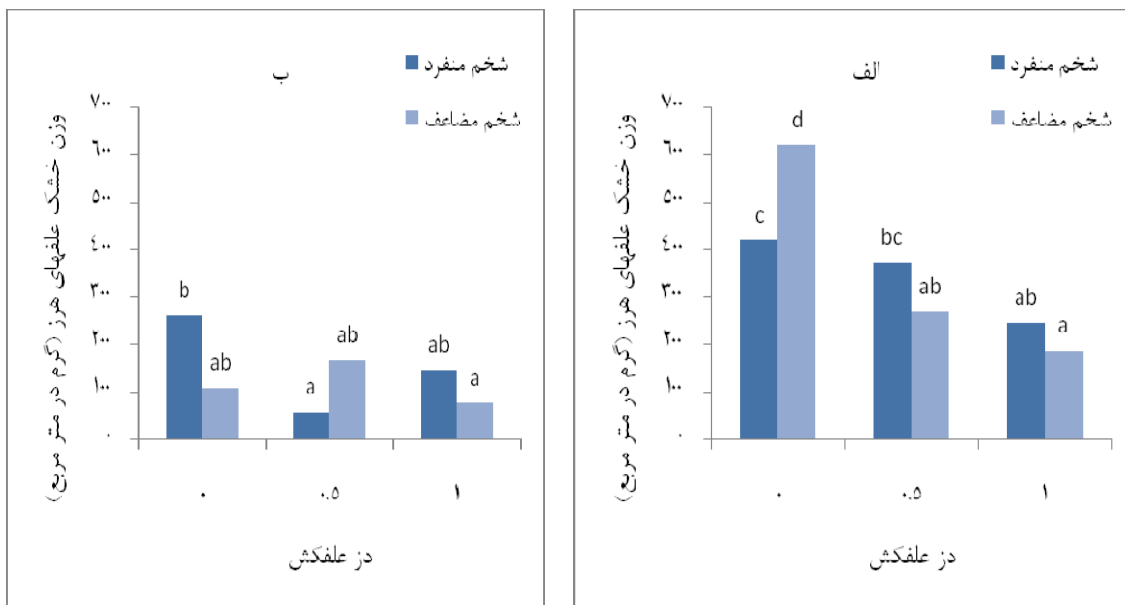 الف
شخم منفرد
شخم مضاعف
وزن خشک علفهای هرز (گرم در متر مربع)
۷۰۰
۶۰۰
۵۰۰
۴۰۰
۳۰۰
۲۰۰
۱۰۰
۰
c
d
bc
ab
ab
a
۰
۰.۵
۱
دز علفکش
ب
شخم منفرد
شخم مضاعف
وزن خشک علفهای هرز (گرم در متر مربع)
۷۰۰
۶۰۰
۵۰۰
۴۰۰
۳۰۰
۲۰۰
۱۰۰
۰
b
ab
a
ab
ab
a
۰
۰.۵
۱
دز علفکش